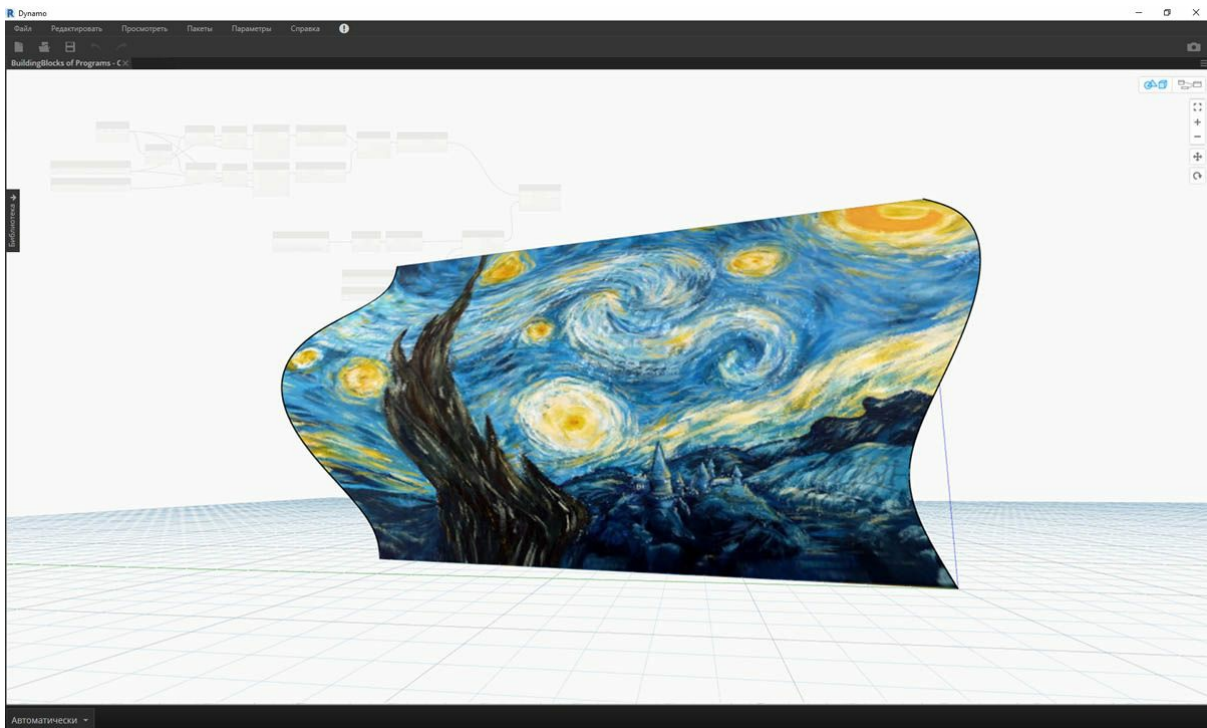 Dynamo
Файл Редактировать Просмотреть Пакеты Параметры Справка
BuildingBlocks of Programs - C
Библиотека
Автоматически